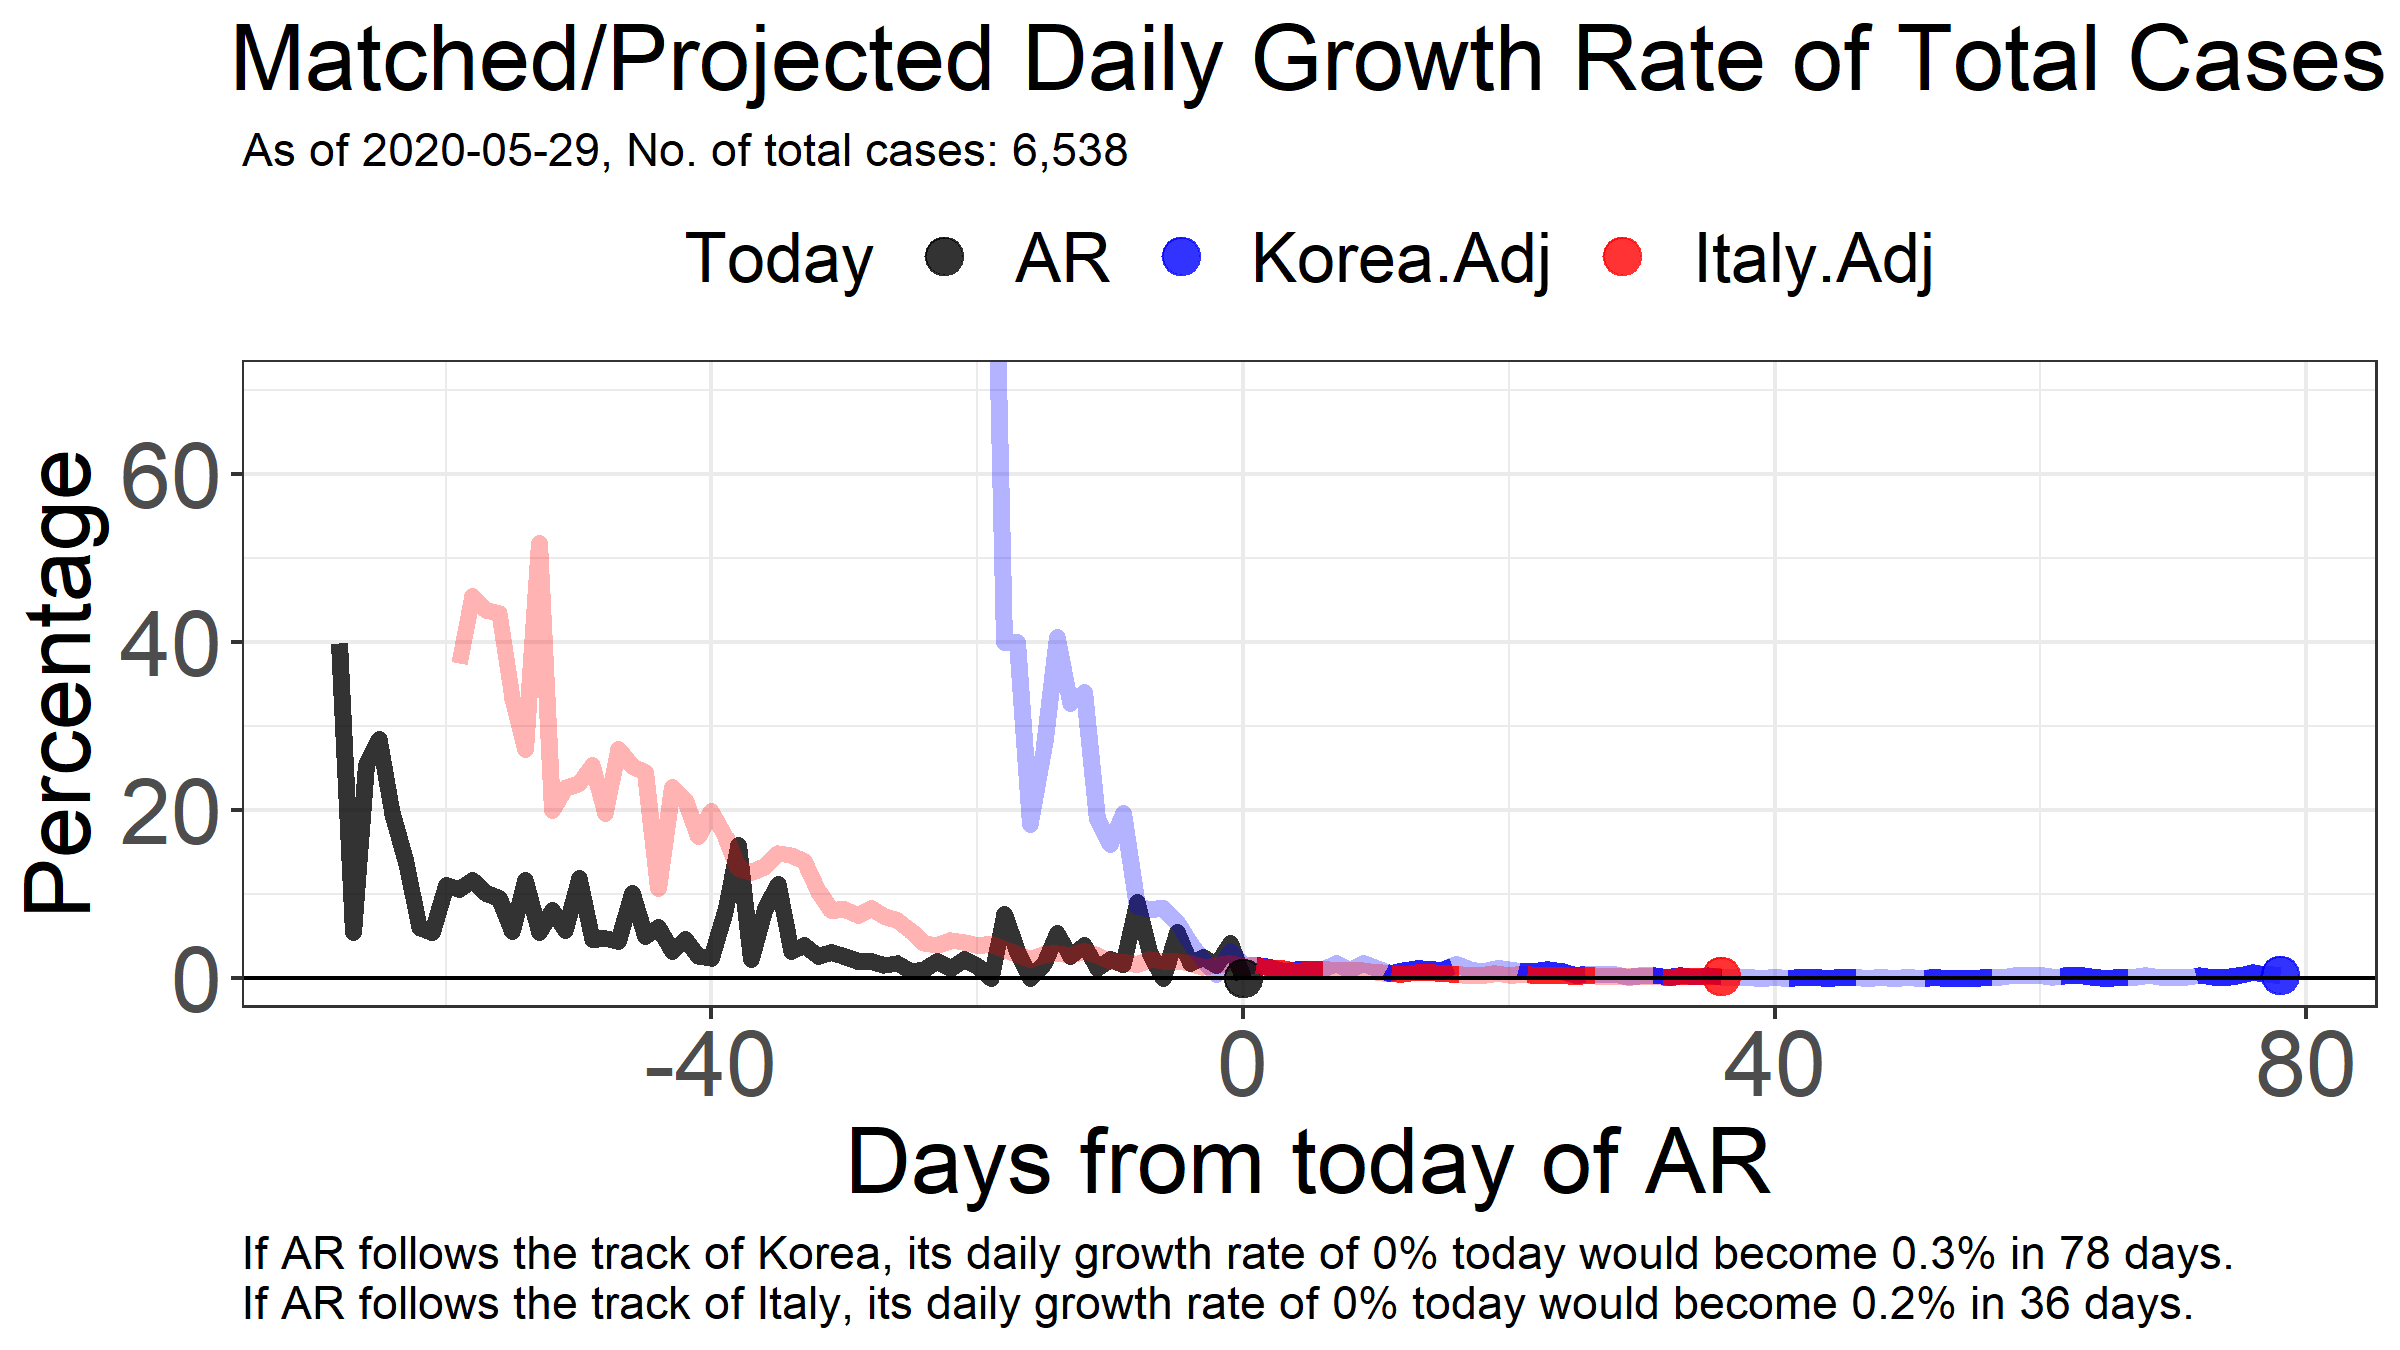 Matched/Projected Daily Growth Rate of Total Cases
As of 2020-05-29, No. of total cases: 6,538
Today AR Korea.Adj Italy.Adj
Percentage
60
40
20
0
-40 0 40 80
Days from today of AR
If AR follows the track of Korea, its daily growth rate of 0% today would become 0.3% in 78 days.
If AR follows the track of Italy, its daily growth rate of 0% today would become 0.2% in 36 days.